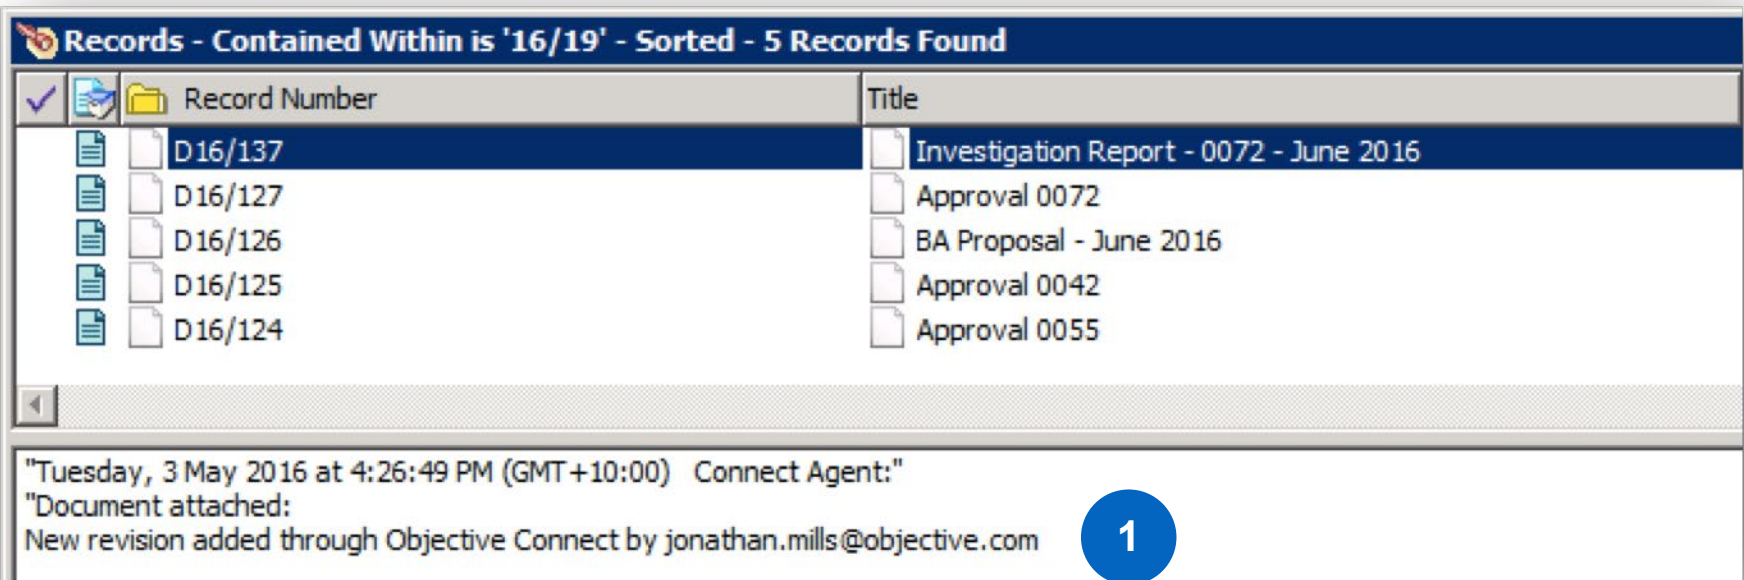 Records - Contained Within is '16/19' - Sorted - 5 Records Found
Record Number Title
D16/137 Investigation Report - 0072 - June 2016
D16/127 Approval 0072
D16/126 BA Proposal - June 2016
D16/125 Approval 0042
D16/124 Approval 0055
"Tuesday, 3 May 2016 at 4:26:49 PM (GMT+10:00) Connect Agent:"
"Document attached:
New revision added through Objective Connect by jonathan.mills@objective.com
1